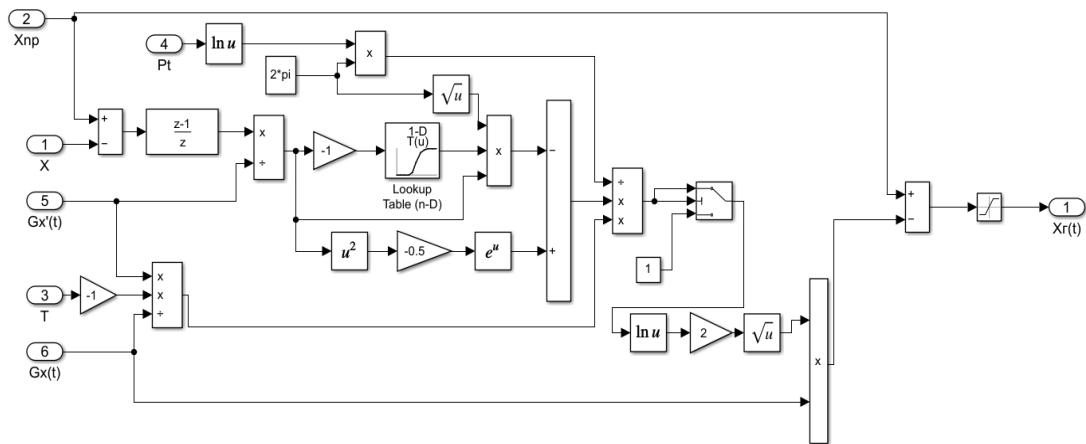 2
Xnp
4
Pt
ln u
x
2*pi
√u
+
−
1
X
z-1
z
x
÷
-1
1-D
T(u)
Lookup
Table (n-D)
x
−
+
5
Gx'(t)
u²
-0.5
eᵘ
÷
x
x
1
+
−
1
Xr(t)
3
T
-1
x
x
÷
6
Gx(t)
ln u
2
√u
x